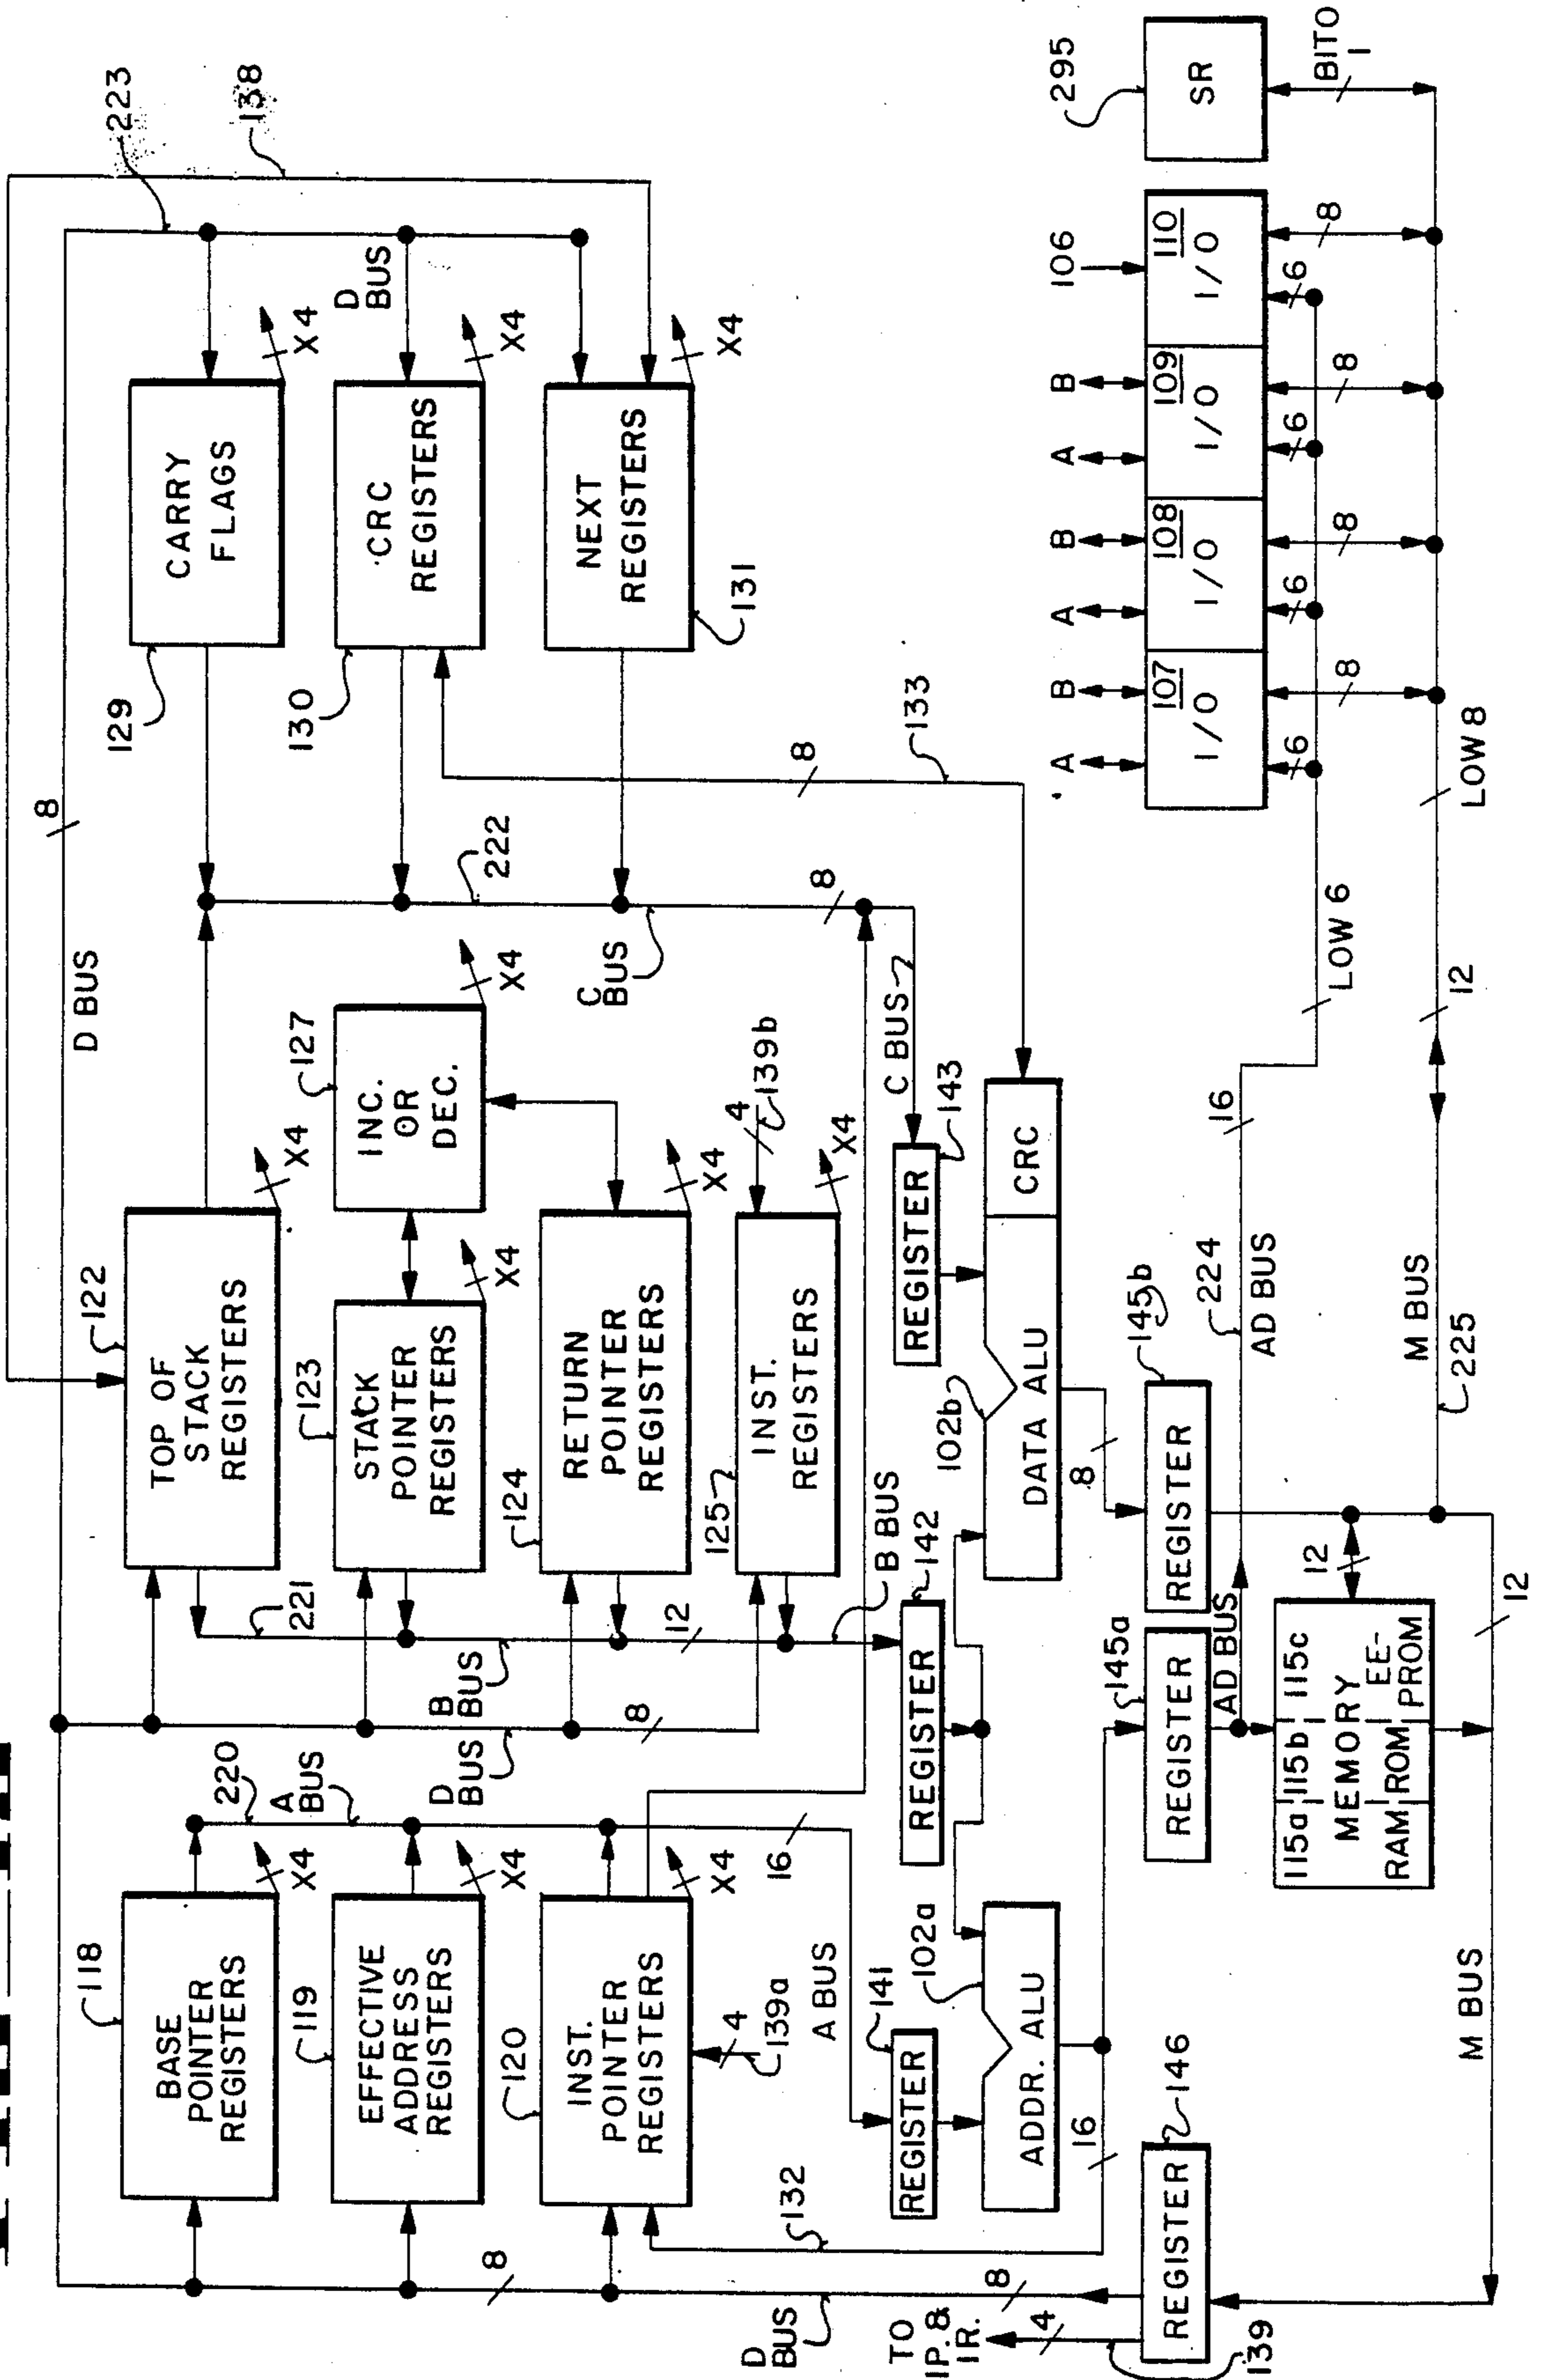 118
BASE
POINTER
REGISTERS
X4
119
EFFECTIVE
ADDRESS
REGISTERS
X4
120
INST.
POINTER
REGISTERS
X4
4
139a
220
A
BUS
16
A BUS
132
8
8
D
BUS
TO
IP. &
IR.
4
139
REGISTER
146
141
REGISTER
102a
ADDR. ALU
16
D BUS
8
122
TOP OF
STACK
REGISTERS
X4
123
STACK
POINTER
REGISTERS
X4
127
INC.
OR
DEC.
X4
124
RETURN
POINTER
REGISTERS
X4
125
INST.
REGISTERS
X4
4
139b
221
B
BUS
12
D
BUS
8
B BUS
142
REGISTER
C BUS
143
REGISTER
102b
DATA ALU
CRC
8
223
138
129
CARRY
FLAGS
X4
D
BUS
130
CRC
REGISTERS
X4
131
NEXT
REGISTERS
X4
222
C
BUS
8
8
133
145a
REGISTER
145b
REGISTER
AD BUS
115a
115b
115c
MEMORY
RAM
ROM
EE-
PROM
12
12
M BUS
224
AD BUS
16
LOW 6
M BUS
225
12
LOW 8
A
B
A
B
A
B
106
107
I/O
108
I/O
109
I/O
110
I/O
6
8
6
8
6
8
6
8
295
SR
BIT0
1